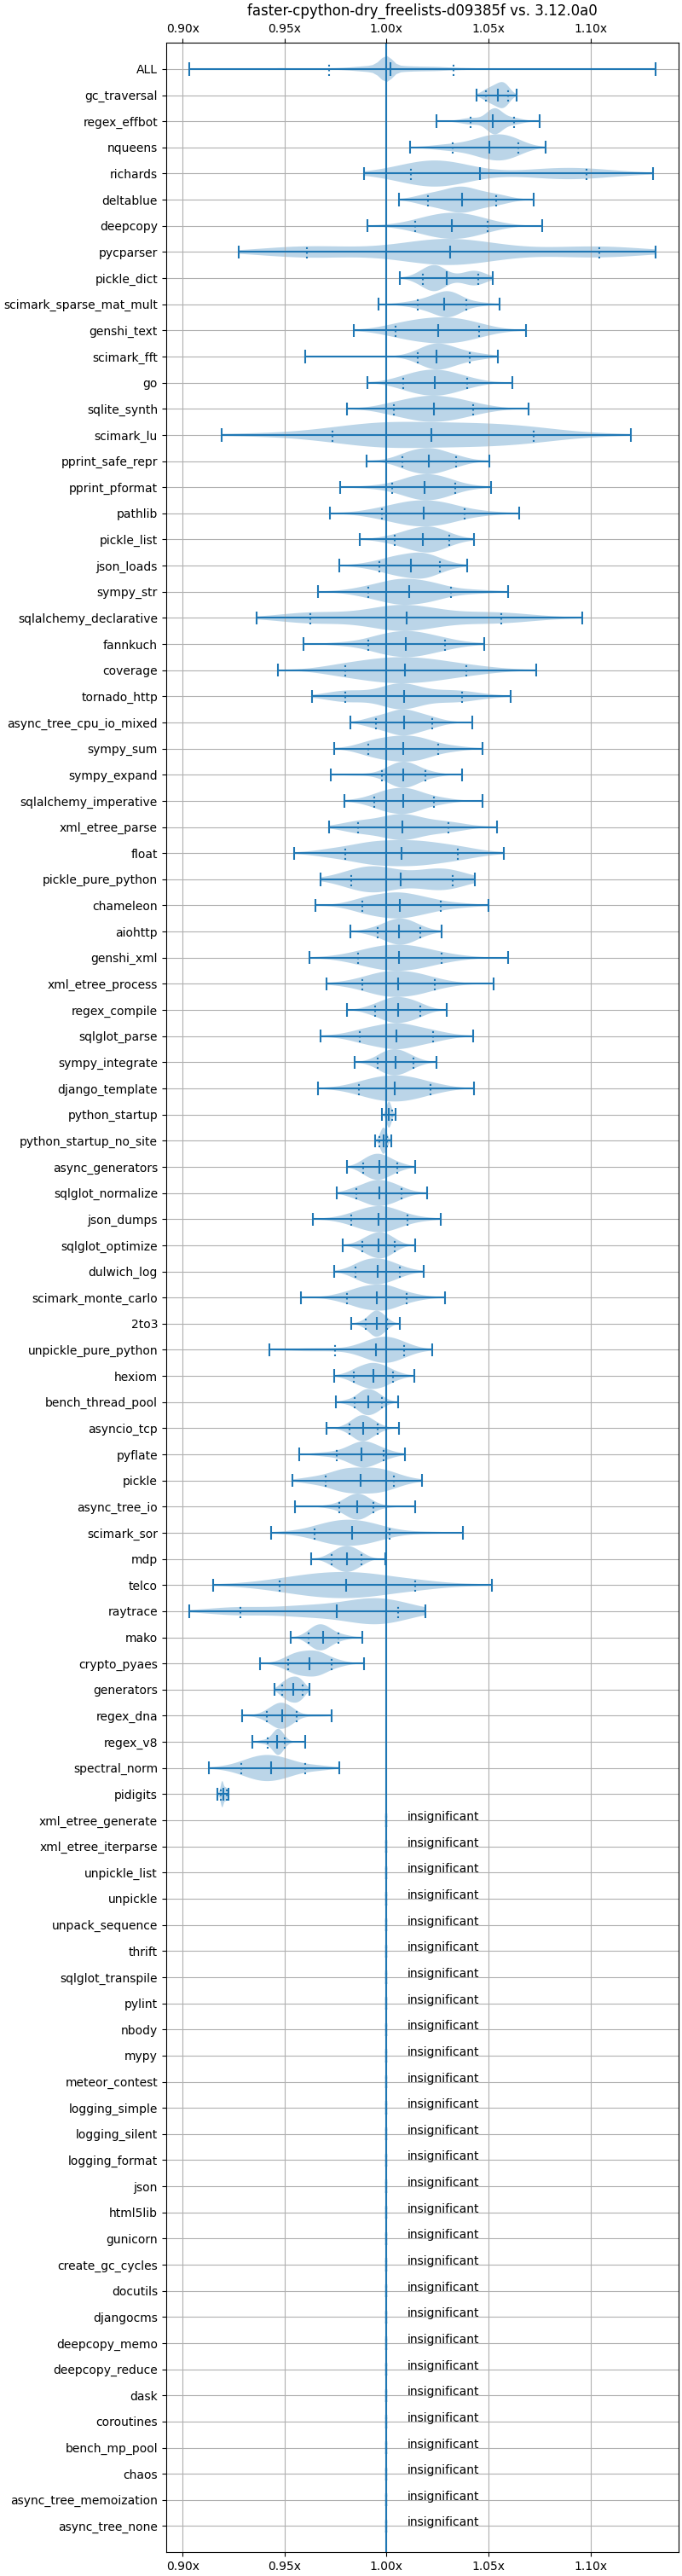 faster-cpython-dry_freelists-d09385f vs. 3.12.0a0
0.90x 0.95x 1.00x 1.05x 1.10x
ALL
gc_traversal
regex_effbot
nqueens
richards
deltablue
deepcopy
pycparser
pickle_dict
scimark_sparse_mat_mult
genshi_text
scimark_fft
go
sqlite_synth
scimark_lu
pprint_safe_repr
pprint_pformat
pathlib
pickle_list
json_loads
sympy_str
sqlalchemy_declarative
fannkuch
coverage
tornado_http
async_tree_cpu_io_mixed
sympy_sum
sympy_expand
sqlalchemy_imperative
xml_etree_parse
float
pickle_pure_python
chameleon
aiohttp
genshi_xml
xml_etree_process
regex_compile
sqlglot_parse
sympy_integrate
django_template
python_startup
python_startup_no_site
async_generators
sqlglot_normalize
json_dumps
sqlglot_optimize
dulwich_log
scimark_monte_carlo
2to3
unpickle_pure_python
hexiom
bench_thread_pool
asyncio_tcp
pyflate
pickle
async_tree_io
scimark_sor
mdp
telco
raytrace
mako
crypto_pyaes
generators
regex_dna
regex_v8
spectral_norm
pidigits
xml_etree_generate insignificant
xml_etree_iterparse insignificant
unpickle_list insignificant
unpickle insignificant
unpack_sequence insignificant
thrift insignificant
sqlglot_transpile insignificant
pylint insignificant
nbody insignificant
mypy insignificant
meteor_contest insignificant
logging_simple insignificant
logging_silent insignificant
logging_format insignificant
json insignificant
html5lib insignificant
gunicorn insignificant
create_gc_cycles insignificant
docutils insignificant
djangocms insignificant
deepcopy_memo insignificant
deepcopy_reduce insignificant
dask insignificant
coroutines insignificant
bench_mp_pool insignificant
chaos insignificant
async_tree_memoization insignificant
async_tree_none insignificant
0.90x 0.95x 1.00x 1.05x 1.10x